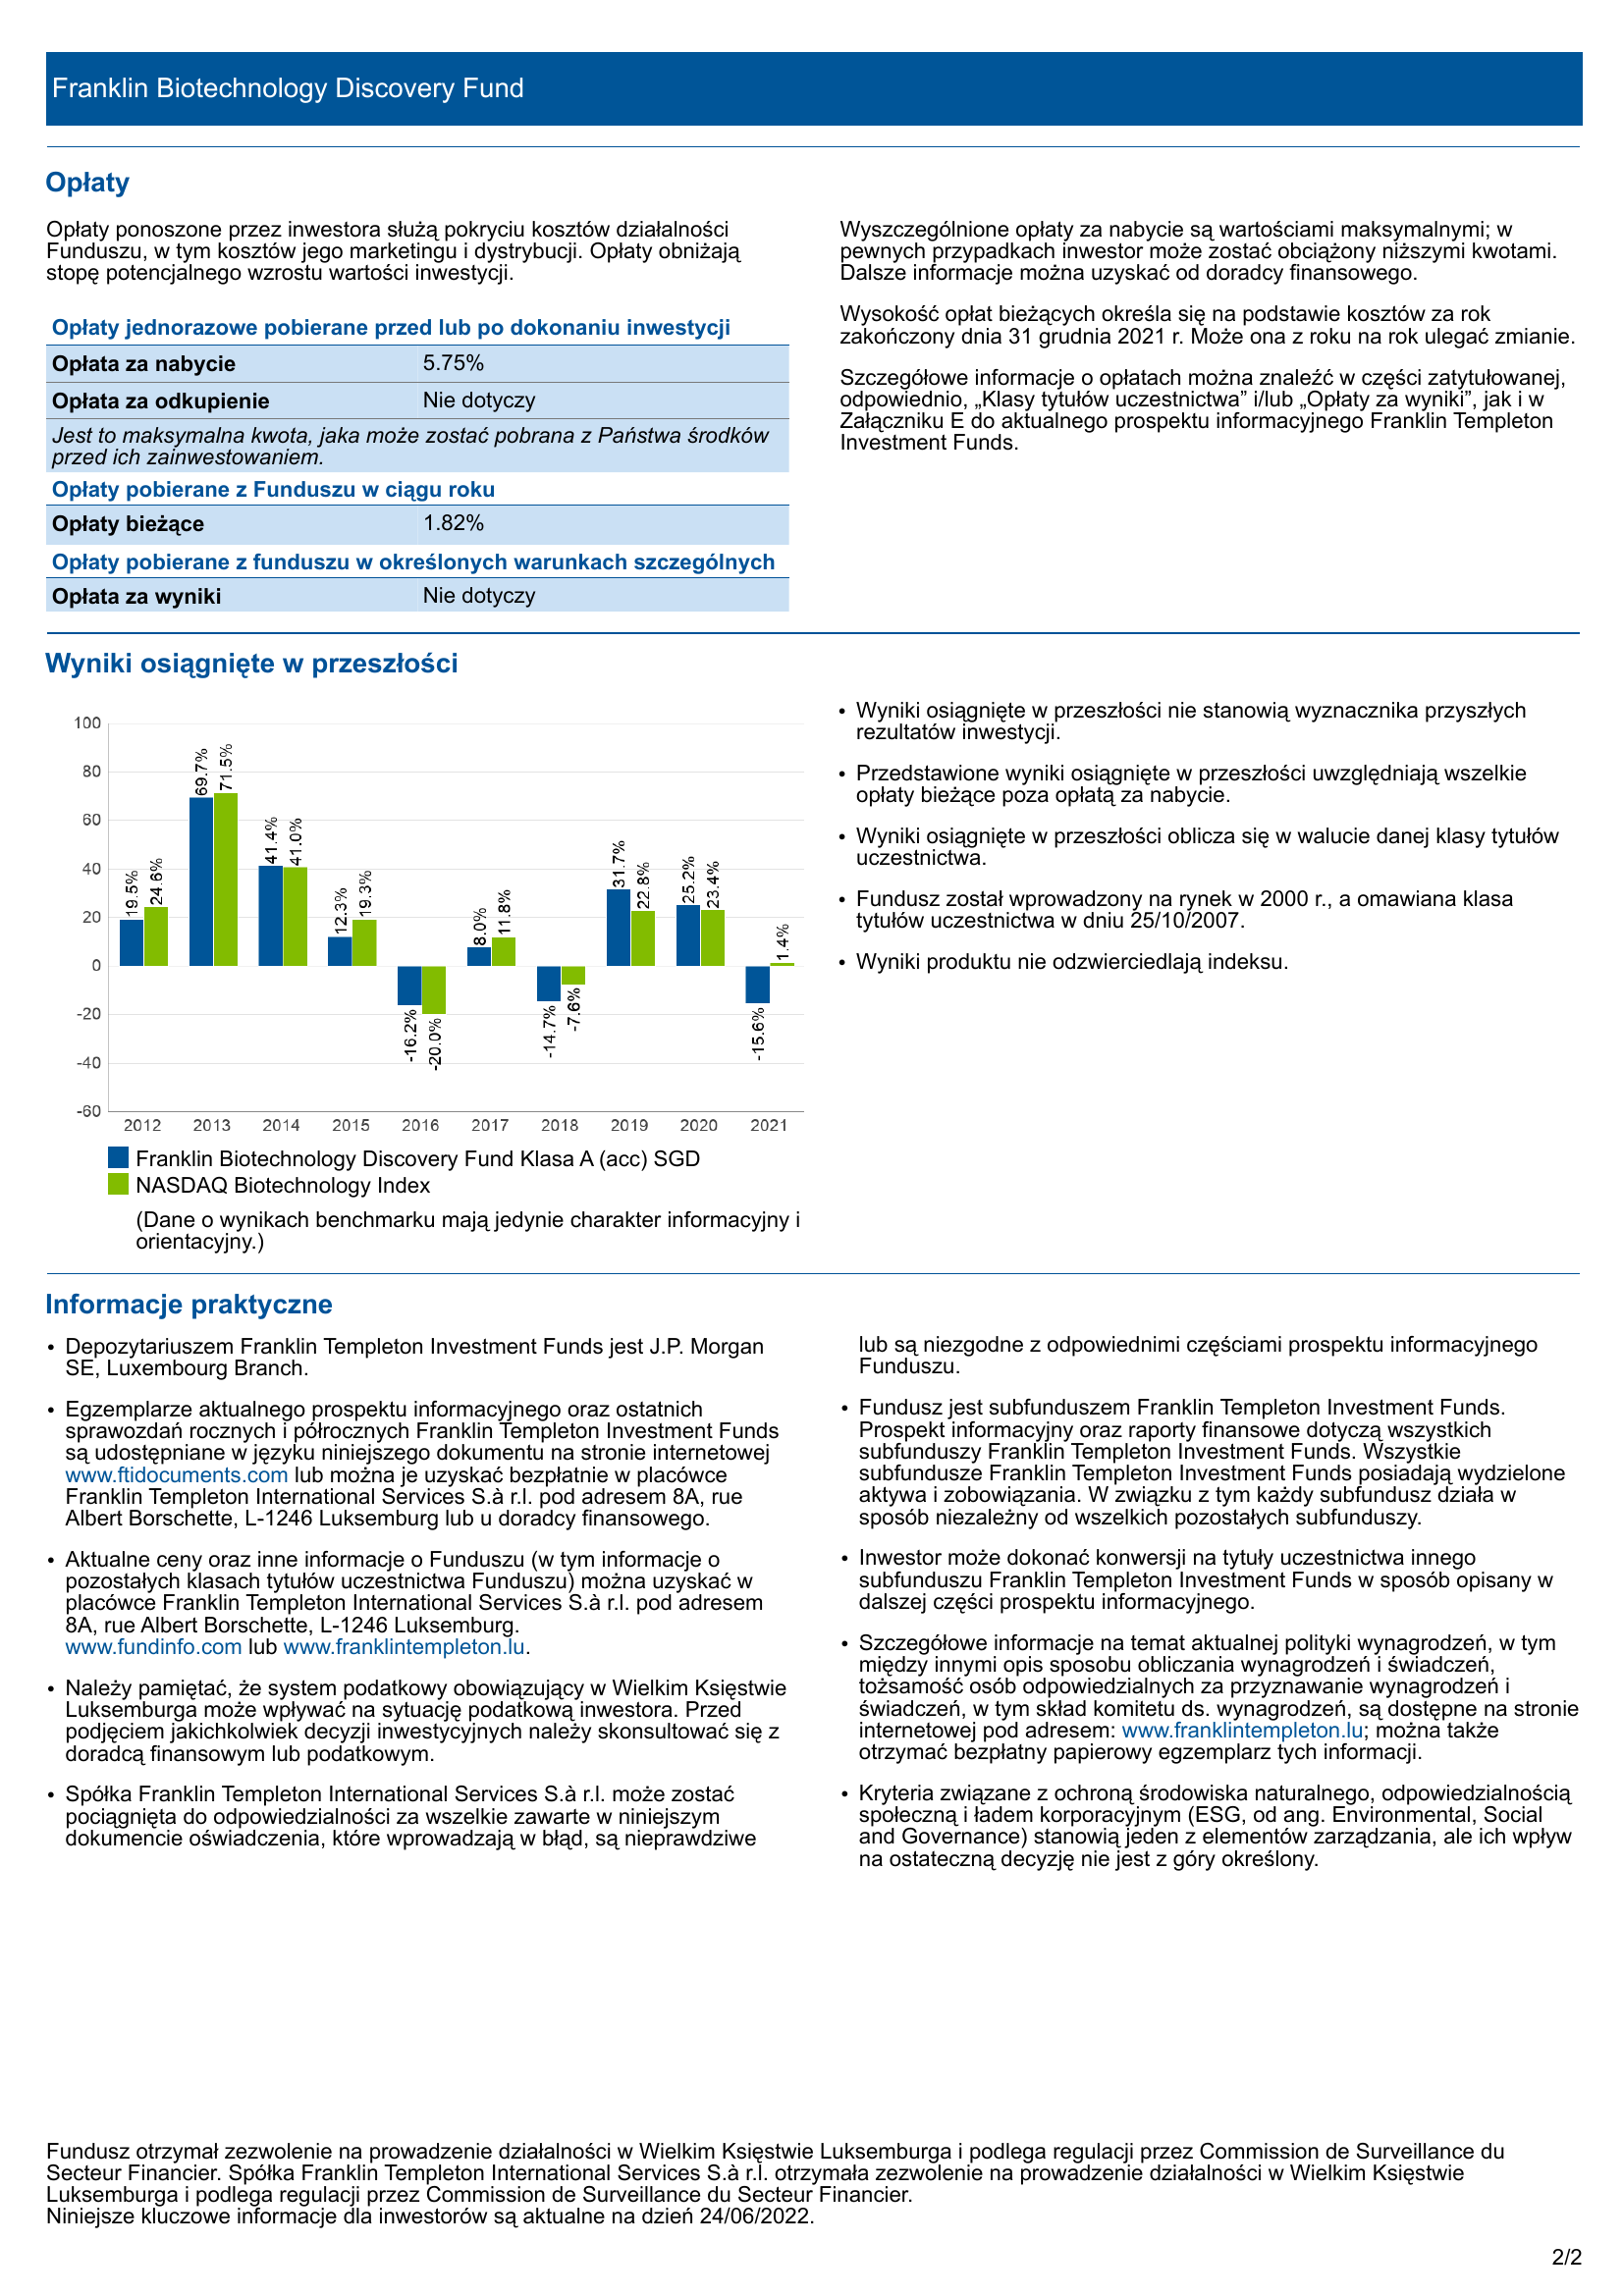 Franklin Biotechnology Discovery Fund
Opłaty
Opłaty ponoszone przez inwestora służą pokryciu kosztów działalności
Funduszu, w tym kosztów jego marketingu i dystrybucji. Opłaty obniżają
stopę potencjalnego wzrostu wartości inwestycji.
Opłaty jednorazowe pobierane przed lub po dokonaniu inwestycji
Opłata za nabycie 5.75%
Opłata za odkupienie Nie dotyczy
Jest to maksymalna kwota, jaka może zostać pobrana z Państwa środków
przed ich zainwestowaniem.
Opłaty pobierane z Funduszu w ciągu roku
Opłaty bieżące 1.82%
Opłaty pobierane z funduszu w określonych warunkach szczególnych
Opłata za wyniki Nie dotyczy
Wyszczególnione opłaty za nabycie są wartościami maksymalnymi; w
pewnych przypadkach inwestor może zostać obciążony niższymi kwotami.
Dalsze informacje można uzyskać od doradcy finansowego.
Wysokość opłat bieżących określa się na podstawie kosztów za rok
zakończony dnia 31 grudnia 2021 r. Może ona z roku na rok ulegać zmianie.
Szczegółowe informacje o opłatach można znaleźć w części zatytułowanej,
odpowiednio, „Klasy tytułów uczestnictwa” i/lub „Opłaty za wyniki”, jak i w
Załączniku E do aktualnego prospektu informacyjnego Franklin Templeton
Investment Funds.
Wyniki osiągnięte w przeszłości
100
80
60
40
20
0
-20
-40
-60
19.5% 24.6%
69.7% 71.5%
41.4% 41.0%
12.3% 19.3%
-16.2% -20.0%
8.0% 11.8%
-14.7% -7.6%
31.7% 22.8%
25.2% 23.4%
-15.6% 1.4%
2012 2013 2014 2015 2016 2017 2018 2019 2020 2021
Franklin Biotechnology Discovery Fund Klasa A (acc) SGD
NASDAQ Biotechnology Index
(Dane o wynikach benchmarku mają jedynie charakter informacyjny i
orientacyjny.)
• Wyniki osiągnięte w przeszłości nie stanowią wyznacznika przyszłych
rezultatów inwestycji.
• Przedstawione wyniki osiągnięte w przeszłości uwzględniają wszelkie
opłaty bieżące poza opłatą za nabycie.
• Wyniki osiągnięte w przeszłości oblicza się w walucie danej klasy tytułów
uczestnictwa.
• Fundusz został wprowadzony na rynek w 2000 r., a omawiana klasa
tytułów uczestnictwa w dniu 25/10/2007.
• Wyniki produktu nie odzwierciedlają indeksu.
Informacje praktyczne
• Depozytariuszem Franklin Templeton Investment Funds jest J.P. Morgan
SE, Luxembourg Branch.
• Egzemplarze aktualnego prospektu informacyjnego oraz ostatnich
sprawozdań rocznych i półrocznych Franklin Templeton Investment Funds
są udostępniane w języku niniejszego dokumentu na stronie internetowej
www.ftidocuments.com lub można je uzyskać bezpłatnie w placówce
Franklin Templeton International Services S.à r.l. pod adresem 8A, rue
Albert Borschette, L-1246 Luksemburg lub u doradcy finansowego.
• Aktualne ceny oraz inne informacje o Funduszu (w tym informacje o
pozostałych klasach tytułów uczestnictwa Funduszu) można uzyskać w
placówce Franklin Templeton International Services S.à r.l. pod adresem
8A, rue Albert Borschette, L-1246 Luksemburg.
www.fundinfo.com lub www.franklintempleton.lu.
• Należy pamiętać, że system podatkowy obowiązujący w Wielkim Księstwie
Luksemburga może wpływać na sytuację podatkową inwestora. Przed
podjęciem jakichkolwiek decyzji inwestycyjnych należy skonsultować się z
doradcą finansowym lub podatkowym.
• Spółka Franklin Templeton International Services S.à r.l. może zostać
pociągnięta do odpowiedzialności za wszelkie zawarte w niniejszym
dokumencie oświadczenia, które wprowadzają w błąd, są nieprawdziwe
lub są niezgodne z odpowiednimi częściami prospektu informacyjnego
Funduszu.
• Fundusz jest subfunduszem Franklin Templeton Investment Funds.
Prospekt informacyjny oraz raporty finansowe dotyczą wszystkich
subfunduszy Franklin Templeton Investment Funds. Wszystkie
subfundusze Franklin Templeton Investment Funds posiadają wydzielone
aktywa i zobowiązania. W związku z tym każdy subfundusz działa w
sposób niezależny od wszelkich pozostałych subfunduszy.
• Inwestor może dokonać konwersji na tytuły uczestnictwa innego
subfunduszu Franklin Templeton Investment Funds w sposób opisany w
dalszej części prospektu informacyjnego.
• Szczegółowe informacje na temat aktualnej polityki wynagrodzeń, w tym
między innymi opis sposobu obliczania wynagrodzeń i świadczeń,
tożsamość osób odpowiedzialnych za przyznawanie wynagrodzeń i
świadczeń, w tym skład komitetu ds. wynagrodzeń, są dostępne na stronie
internetowej pod adresem: www.franklintempleton.lu; można także
otrzymać bezpłatny papierowy egzemplarz tych informacji.
• Kryteria związane z ochroną środowiska naturalnego, odpowiedzialnością
społeczną i ładem korporacyjnym (ESG, od ang. Environmental, Social
and Governance) stanowią jeden z elementów zarządzania, ale ich wpływ
na ostateczną decyzję nie jest z góry określony.
Fundusz otrzymał zezwolenie na prowadzenie działalności w Wielkim Księstwie Luksemburga i podlega regulacji przez Commission de Surveillance du
Secteur Financier. Spółka Franklin Templeton International Services S.à r.l. otrzymała zezwolenie na prowadzenie działalności w Wielkim Księstwie
Luksemburga i podlega regulacji przez Commission de Surveillance du Secteur Financier.
Niniejsze kluczowe informacje dla inwestorów są aktualne na dzień 24/06/2022.
2/2